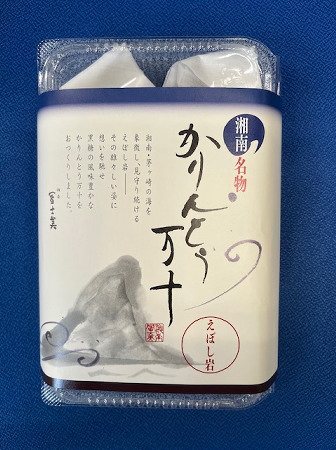 湘南名物
かりんとう
万十
えぼし岩
湘南・茅ヶ崎の海を
象徴し、見守り続ける
えぼし岩――
その雄々しい姿に
想いを馳せ
黒糖の風味豊かな
かりんとう万十を
おつくりしました。